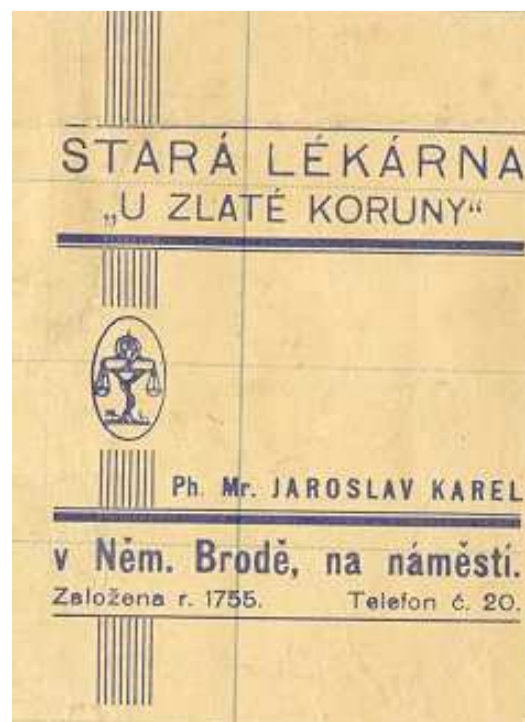 STARÁ LÉKÁRNA
„U ZLATÉ KORUNY“
Ph. Mr. JAROSLAV KAREL
v Něm. Brodě, na náměstí.
Založena r. 1755. Telefon č. 20.